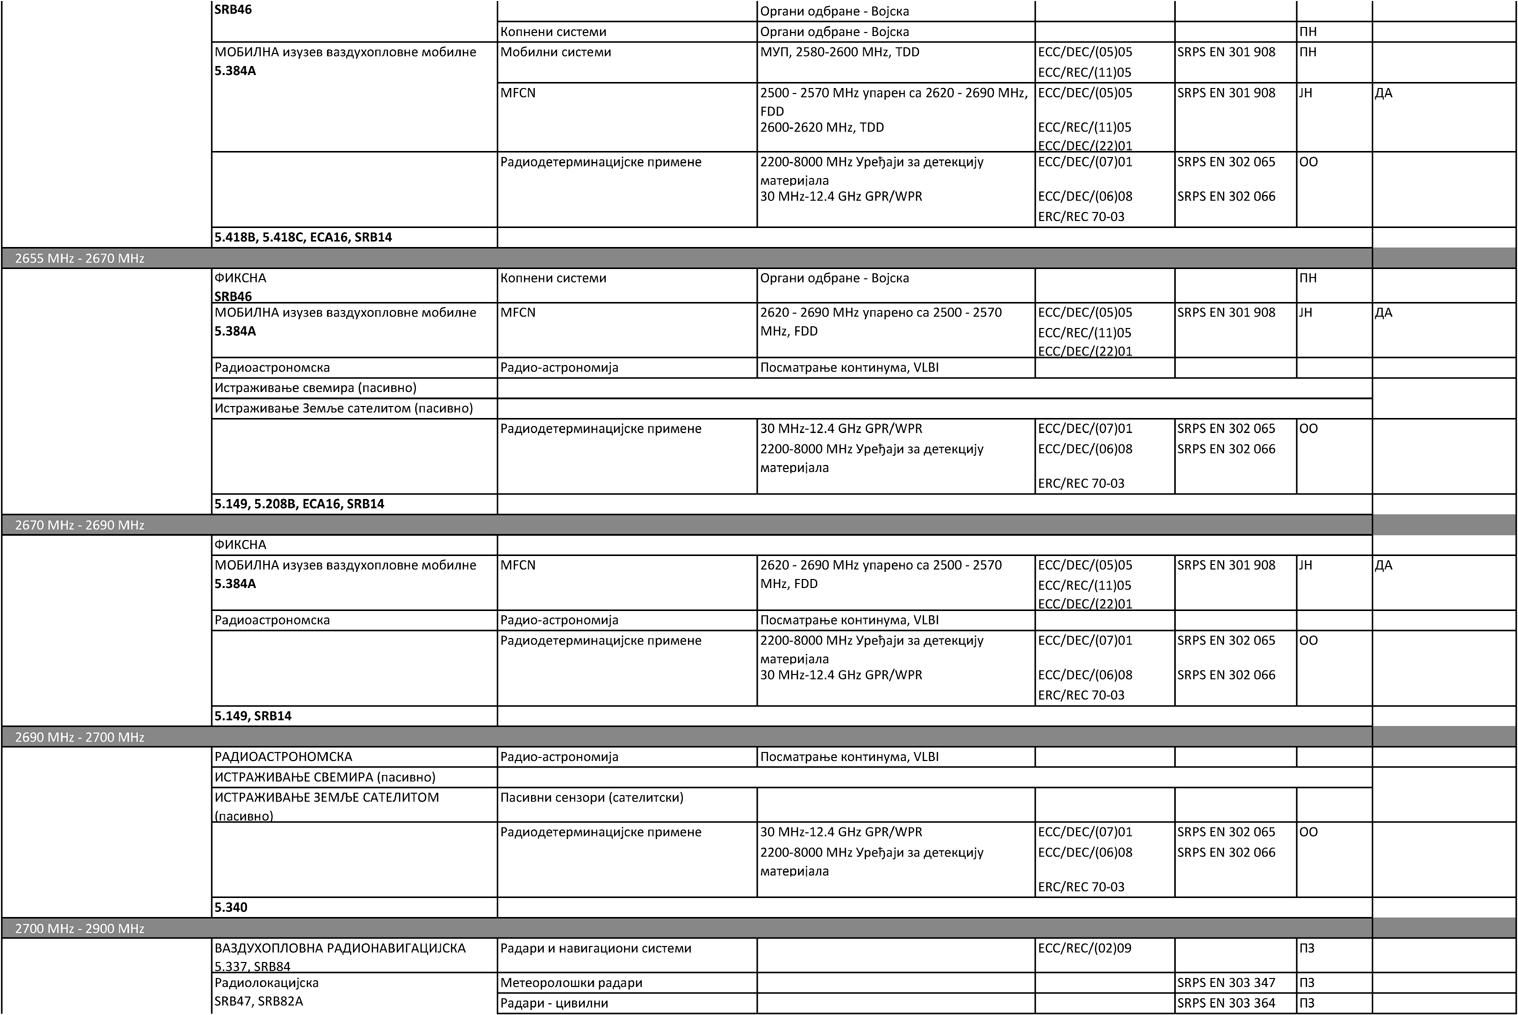 SRB46 Органи одбране - Војска
Копнени системи Органи одбране - Војска ПН
МОБИЛНА изузев ваздухопловне мобилне Мобилни системи МУП, 2580-2600 MHz, TDD ECC/DEC/(05)05 SRPS EN 301 908 ПН
5.384A ECC/REC/(11)05
MFCN 2500 - 2570 MHz упарен са 2620 - 2690 MHz, ECC/DEC/(05)05 SRPS EN 301 908 ЈН ДА
FDD
2600-2620 MHz, TDD ECC/REC/(11)05
ECC/DEC/(22)01
Радиодетерминацијске примене 2200-8000 MHz Уређаји за детекцију ECC/DEC/(07)01 SRPS EN 302 065 ОО
материјала
30 MHz-12.4 GHz GPR/WPR ECC/DEC/(06)08 SRPS EN 302 066
ERC/REC 70-03
5.418B, 5.418C, ECA16, SRB14
2655 MHz - 2670 MHz
ФИКСНА Копнени системи Органи одбране - Војска ПН
SRB46
МОБИЛНА изузев ваздухопловне мобилне MFCN 2620 - 2690 MHz упарено са 2500 - 2570 ECC/DEC/(05)05 SRPS EN 301 908 ЈН ДА
5.384A MHz, FDD ECC/REC/(11)05
ECC/DEC/(22)01
Радиоастрономска Радио-астрономија Посматрање континума, VLBI
Истраживање свемира (пасивно)
Истраживање Земље сателитом (пасивно)
Радиодетерминацијске примене 30 MHz-12.4 GHz GPR/WPR ECC/DEC/(07)01 SRPS EN 302 065 ОО
2200-8000 MHz Уређаји за детекцију ECC/DEC/(06)08 SRPS EN 302 066
материјала
ERC/REC 70-03
5.149, 5.208B, ECA16, SRB14
2670 MHz - 2690 MHz
ФИКСНА
МОБИЛНА изузев ваздухопловне мобилне MFCN 2620 - 2690 MHz упарено са 2500 - 2570 ECC/DEC/(05)05 SRPS EN 301 908 ЈН ДА
5.384A MHz, FDD ECC/REC/(11)05
ECC/DEC/(22)01
Радиоастрономска Радио-астрономија Посматрање континума, VLBI
Радиодетерминацијске примене 2200-8000 MHz Уређаји за детекцију ECC/DEC/(07)01 SRPS EN 302 065 ОО
материјала
30 MHz-12.4 GHz GPR/WPR ECC/DEC/(06)08 SRPS EN 302 066
ERC/REC 70-03
5.149, SRB14
2690 MHz - 2700 MHz
РАДИОАСТРОНОМСКА Радио-астрономија Посматрање континума, VLBI
ИСТРАЖИВАЊЕ СВЕМИРА (пасивно)
ИСТРАЖИВАЊЕ ЗЕМЉЕ САТЕЛИТОМ Пасивни сензори (сателитски)
(пасивно)
Радиодетерминацијске примене 30 MHz-12.4 GHz GPR/WPR ECC/DEC/(07)01 SRPS EN 302 065 ОО
2200-8000 MHz Уређаји за детекцију ECC/DEC/(06)08 SRPS EN 302 066
материјала
ERC/REC 70-03
5.340
2700 MHz - 2900 MHz
ВАЗДУХОПЛОВНА РАДИОНАВИГАЦИЈСКА Радари и навигациони системи ECC/REC/(02)09 ПЗ
5.337, SRB84
Радиолокацијска Метеоролошки радари SRPS EN 303 347 ПЗ
SRB47, SRB82A Радари - цивилни SRPS EN 303 364 ПЗ